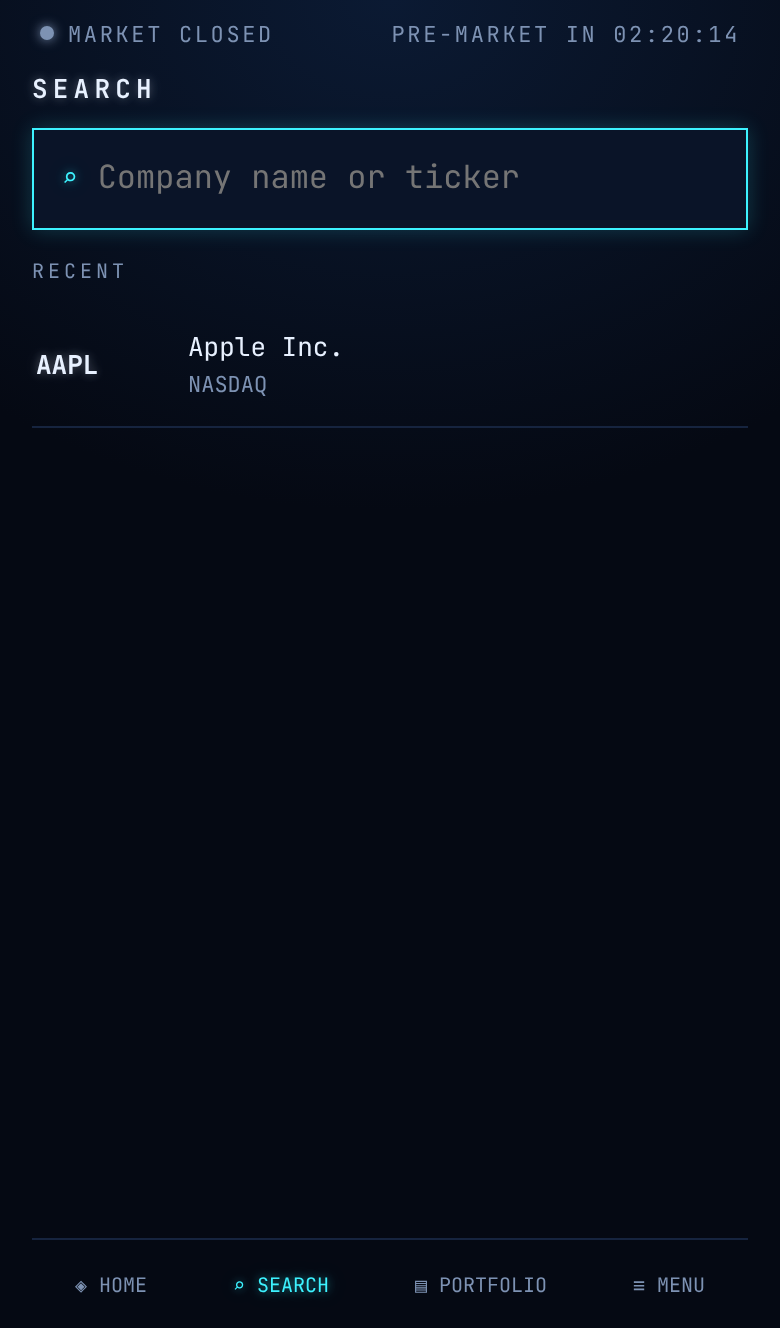 MARKET CLOSED PRE-MARKET IN 02:20:14
SEARCH
Company name or ticker
RECENT
AAPL
Apple Inc.
NASDAQ
HOME SEARCH PORTFOLIO MENU